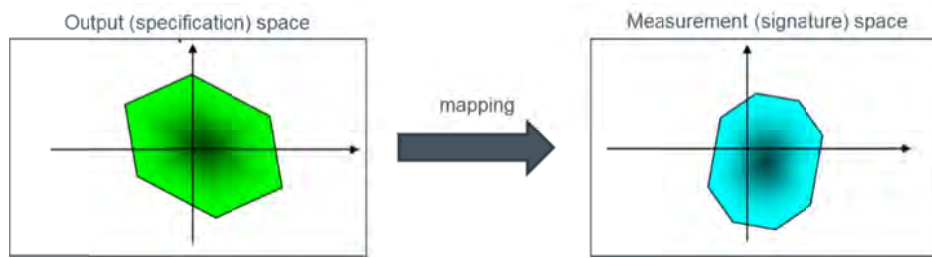 Output (specification) space
Measurement (signature) space
mapping